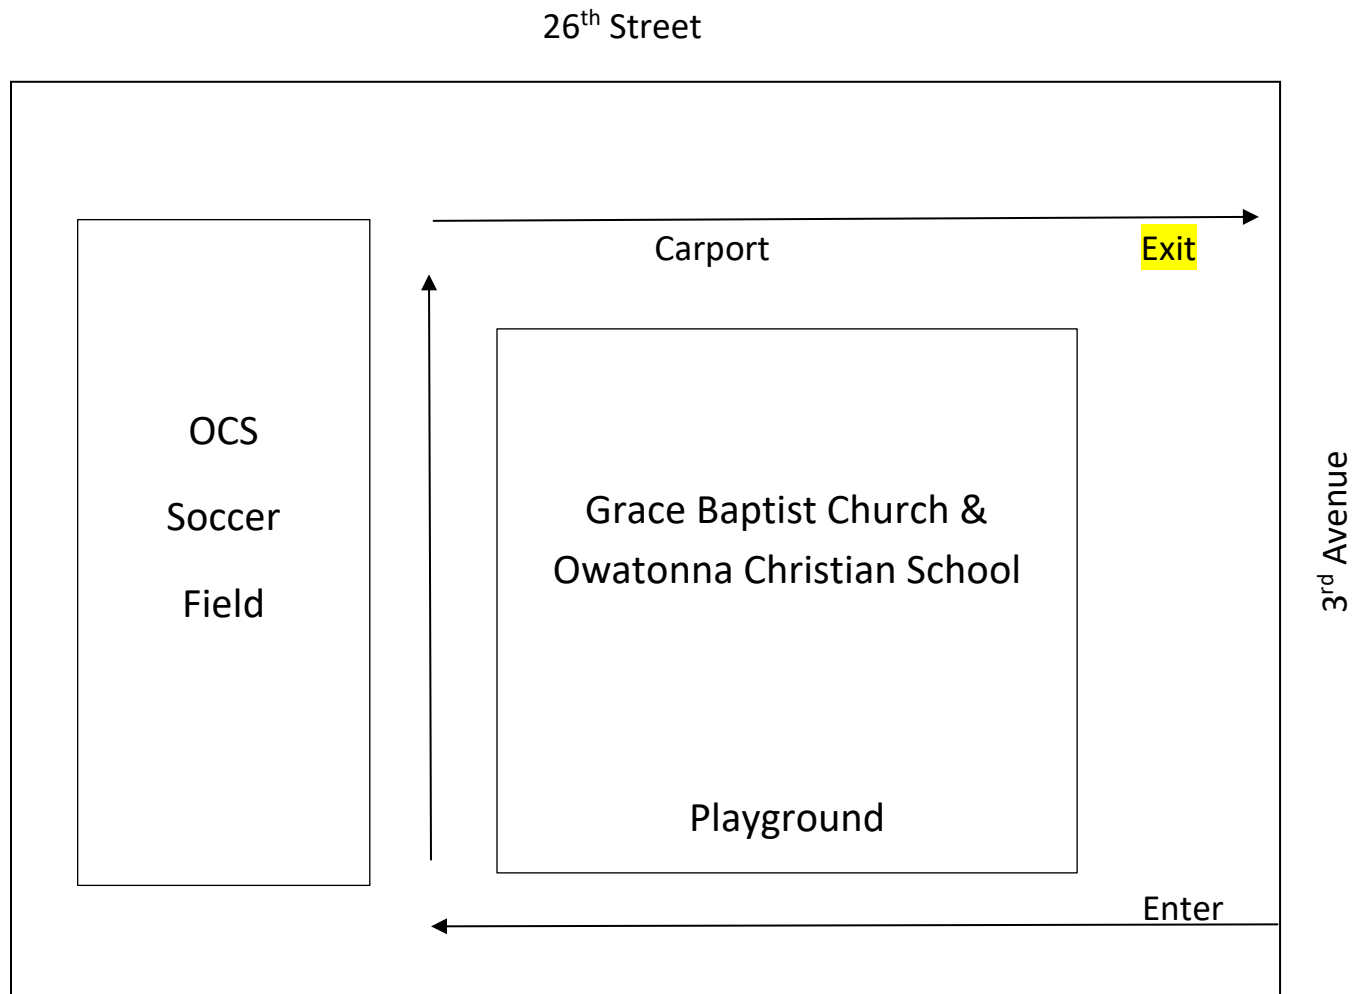 26th Street
Carport
Exit
OCS
Soccer
Field
Grace Baptist Church &
Owatonna Christian School
3rd Avenue
Playground
Enter